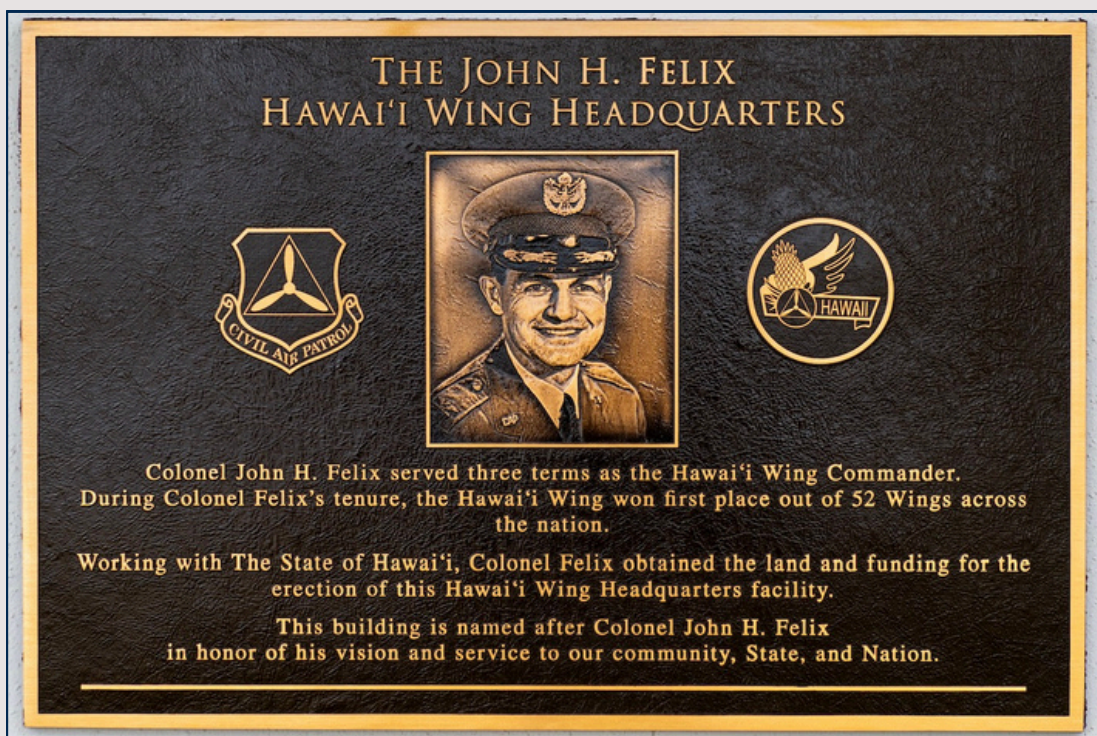 THE JOHN H. FELIX
HAWAI‘I WING HEADQUARTERS
CIVIL AIR PATROL
HAWAII
CAP
Colonel John H. Felix served three terms as the Hawai‘i Wing Commander.
During Colonel Felix’s tenure, the Hawai‘i Wing won first place out of 52 Wings across
the nation.
Working with The State of Hawai‘i, Colonel Felix obtained the land and funding for the
erection of this Hawai‘i Wing Headquarters facility.
This building is named after Colonel John H. Felix
in honor of his vision and service to our community, State, and Nation.